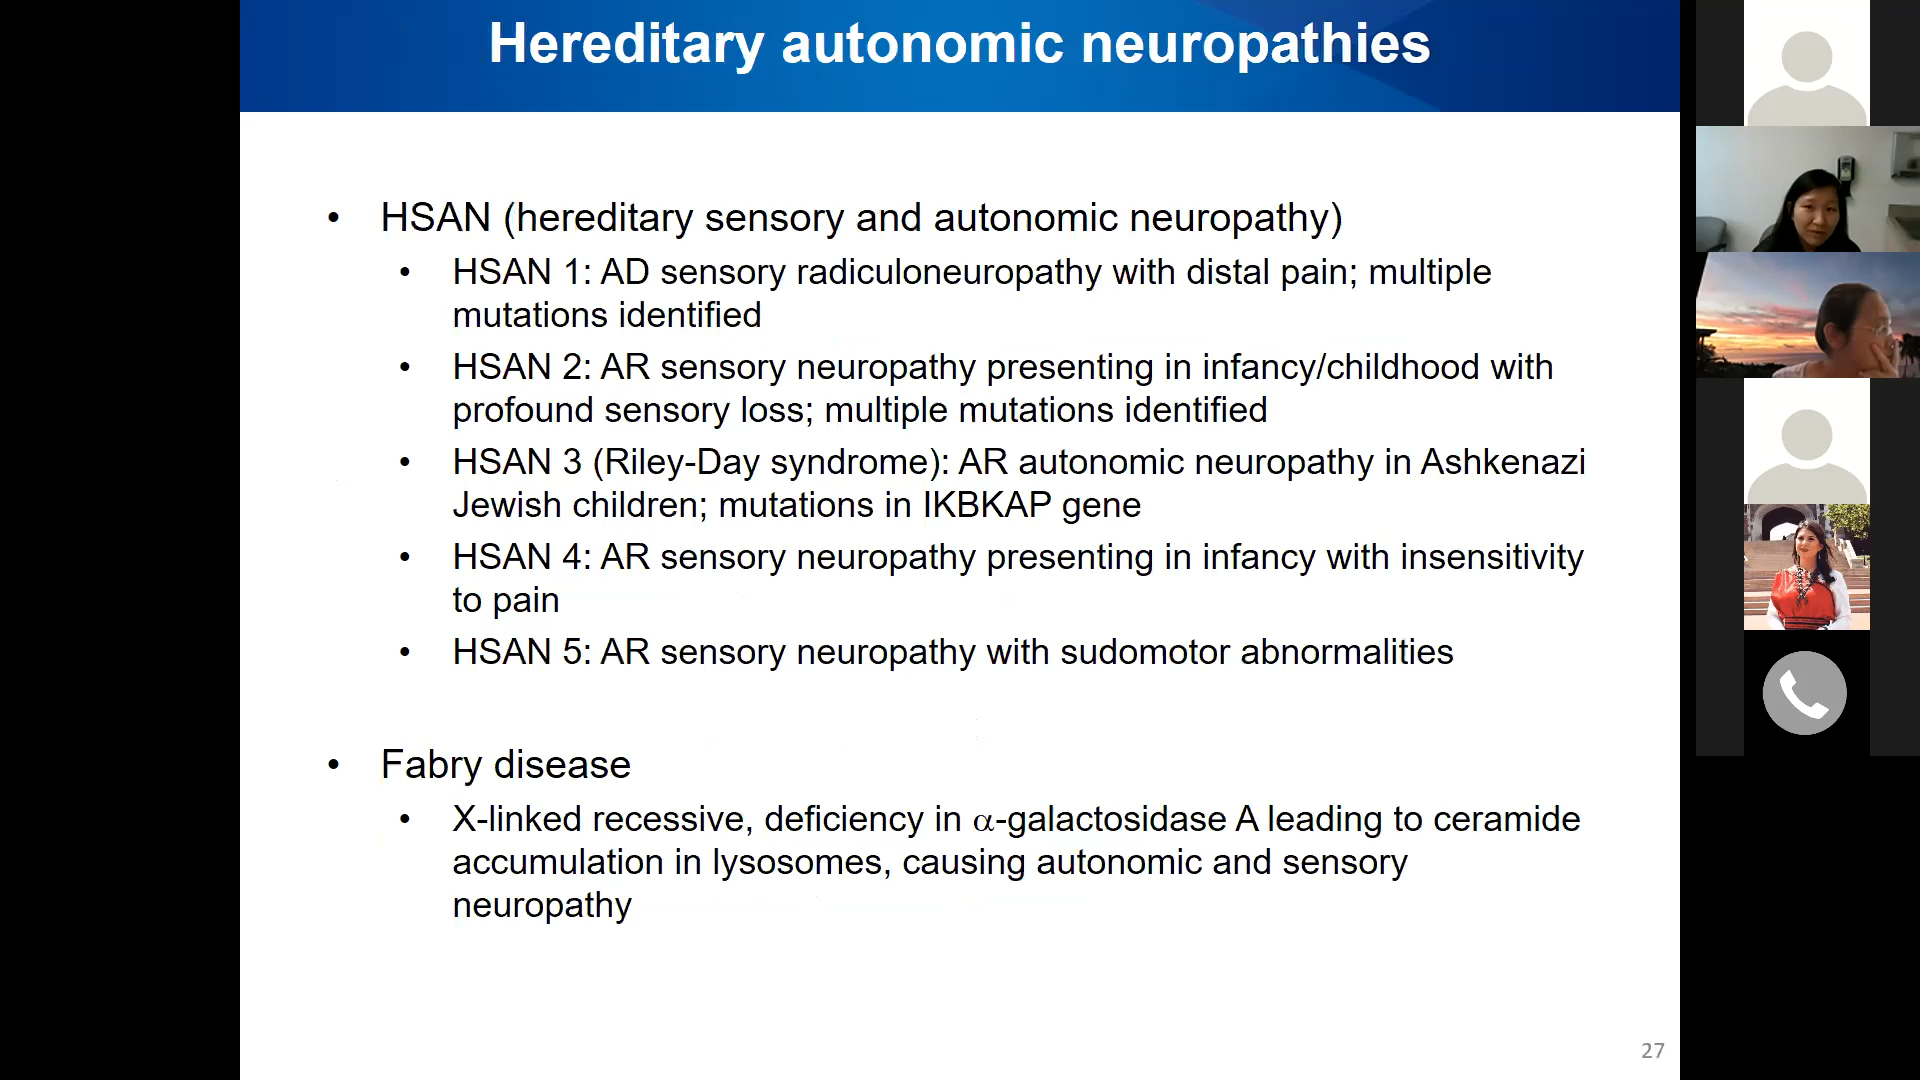 Hereditary autonomic neuropathies
• HSAN (hereditary sensory and autonomic neuropathy)
• HSAN 1: AD sensory radiculoneuropathy with distal pain; multiple
mutations identified
• HSAN 2: AR sensory neuropathy presenting in infancy/childhood with
profound sensory loss; multiple mutations identified
• HSAN 3 (Riley-Day syndrome): AR autonomic neuropathy in Ashkenazi
Jewish children; mutations in IKBKAP gene
• HSAN 4: AR sensory neuropathy presenting in infancy with insensitivity
to pain
• HSAN 5: AR sensory neuropathy with sudomotor abnormalities
• Fabry disease
• X-linked recessive, deficiency in α-galactosidase A leading to ceramide
accumulation in lysosomes, causing autonomic and sensory
neuropathy
27